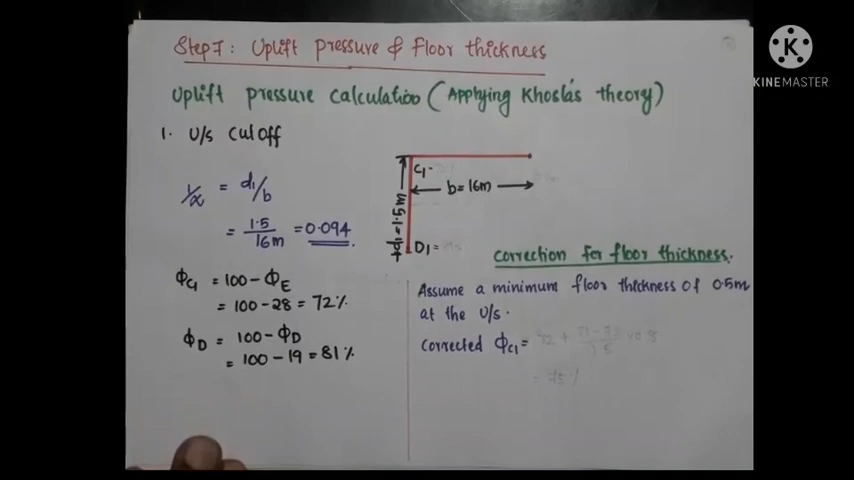 Step 7: Uplift pressure & Floor thickness
Uplift pressure calculation (Applying Khosla's theory)
1. U/s Cutoff
1/α = d1/b
= 1.5/16m = 0.094.
ΦC1 = 100 - ΦE
= 100 - 28 = 72%
ΦD = 100 - ΦD
= 100 - 19 = 81%
C1.
b = 16m
d1 = 1.5m
D1 =
Correction for floor thickness.
Assume a minimum floor thickness of 0.5m
at the U/s.
Corrected ΦC1 =
= 75%
K
KINEMASTER